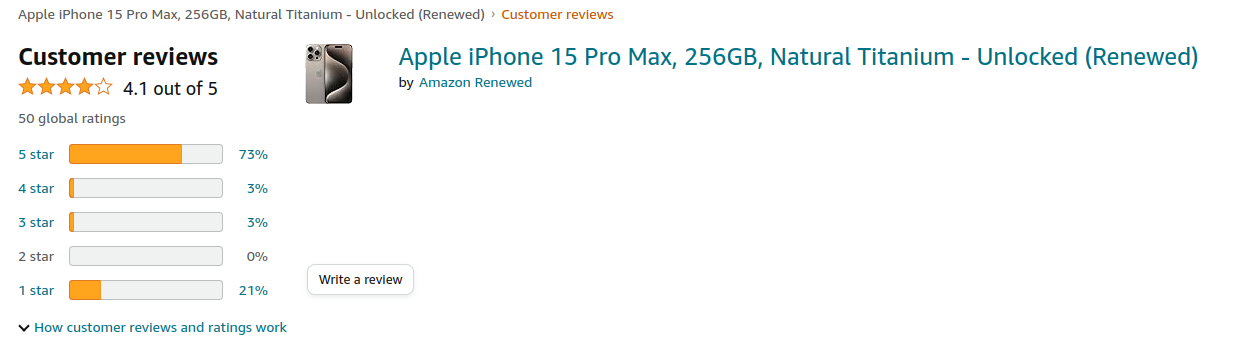 Apple iPhone 15 Pro Max, 256GB, Natural Titanium - Unlocked (Renewed) › Customer reviews
Customer reviews
4.1 out of 5
50 global ratings
5 star 73%
4 star 3%
3 star 3%
2 star 0%
1 star 21%
How customer reviews and ratings work
Apple iPhone 15 Pro Max, 256GB, Natural Titanium - Unlocked (Renewed)
by Amazon Renewed
Write a review